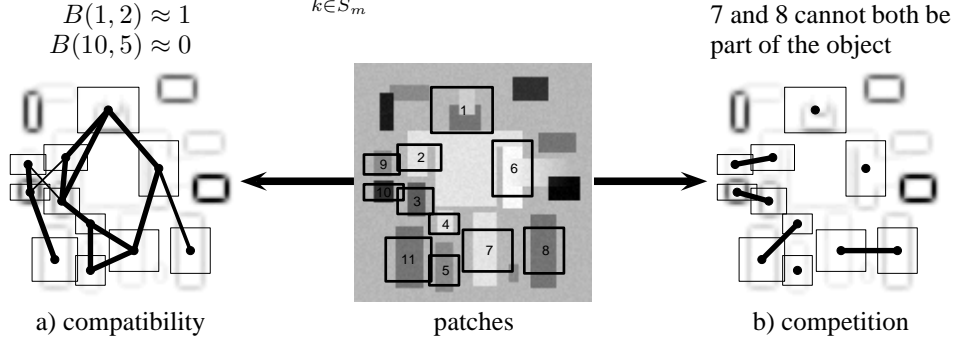 k∈S_m
B(1, 2) ≈ 1
B(10, 5) ≈ 0
7 and 8 cannot both be
part of the object
1
2
9
6
10
3
4
7
8
11
5
a) compatibility
patches
b) competition